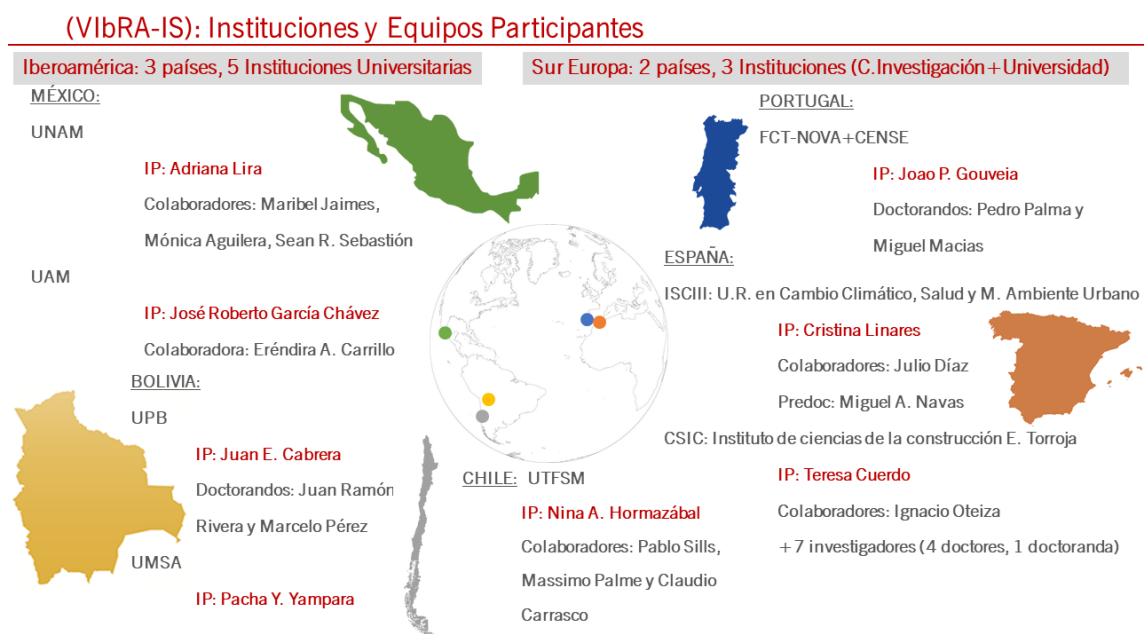 (VIbRA-IS): Instituciones y Equipos Participantes
Iberoamérica: 3 países, 5 Instituciones Universitarias
MÉXICO:
UNAM
IP: Adriana Lira
Colaboradores: Maribel Jaimes,
Mónica Aguilera, Sean R. Sebastión
UAM
IP: José Roberto García Chávez
Colaboradora: Eréndira A. Carrillo
BOLIVIA:
UPB
IP: Juan E. Cabrera
Doctorandos: Juan Ramón
Rivera y Marcelo Pérez
UMSA
IP: Pacha Y. Yampara
CHILE: UTFSM
IP: Nina A. Hormazábal
Colaboradores: Pablo Sills,
Massimo Palme y Claudio
Carrasco
Sur Europa: 2 países, 3 Instituciones (C.Investigación+Universidad)
PORTUGAL:
FCT-NOVA+CENSE
IP: Joao P. Gouveia
Doctorandos: Pedro Palma y
Miguel Macias
ESPAÑA:
ISCIII: U.R. en Cambio Climático, Salud y M. Ambiente Urbano
IP: Cristina Linares
Colaboradores: Julio Díaz
Predoc: Miguel A. Navas
CSIC: Instituto de ciencias de la construcción E. Torroja
IP: Teresa Cuerdo
Colaboradores: Ignacio Oteiza
+7 investigadores (4 doctores, 1 doctoranda)